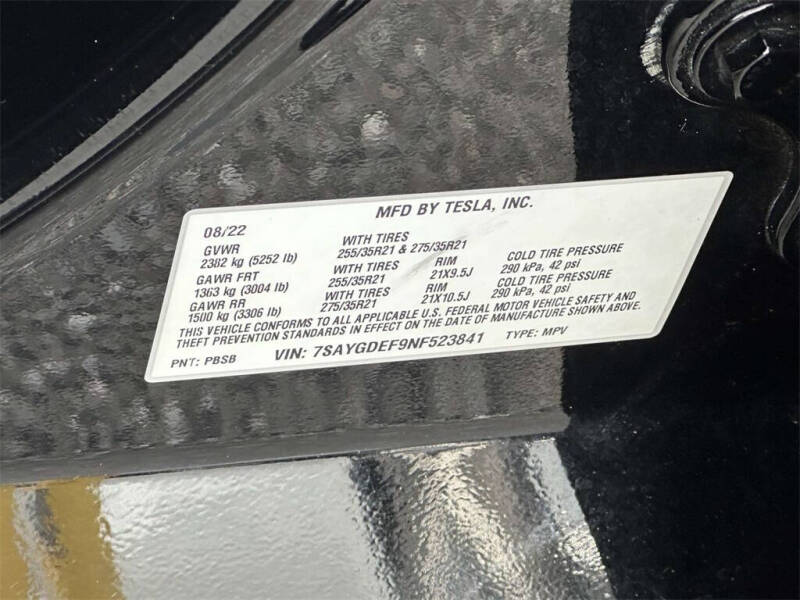 MFD BY TESLA, INC.
08/22
GVWR WITH TIRES
2382 kg (5252 lb) 255/35R21 & 275/35R21
GAWR FRT WITH TIRES RIM COLD TIRE PRESSURE
1363 kg (3004 lb) 255/35R21 21X9.5J 290 kPa, 42 psi
GAWR RR WITH TIRES RIM COLD TIRE PRESSURE
1500 kg (3306 lb) 275/35R21 21X10.5J 290 kPa, 42 psi
THIS VEHICLE CONFORMS TO ALL APPLICABLE U.S. FEDERAL MOTOR VEHICLE SAFETY AND
THEFT PREVENTION STANDARDS IN EFFECT ON THE DATE OF MANUFACTURE SHOWN ABOVE.
PNT: PBSB VIN: 7SAYGDEF9NF523841 TYPE: MPV